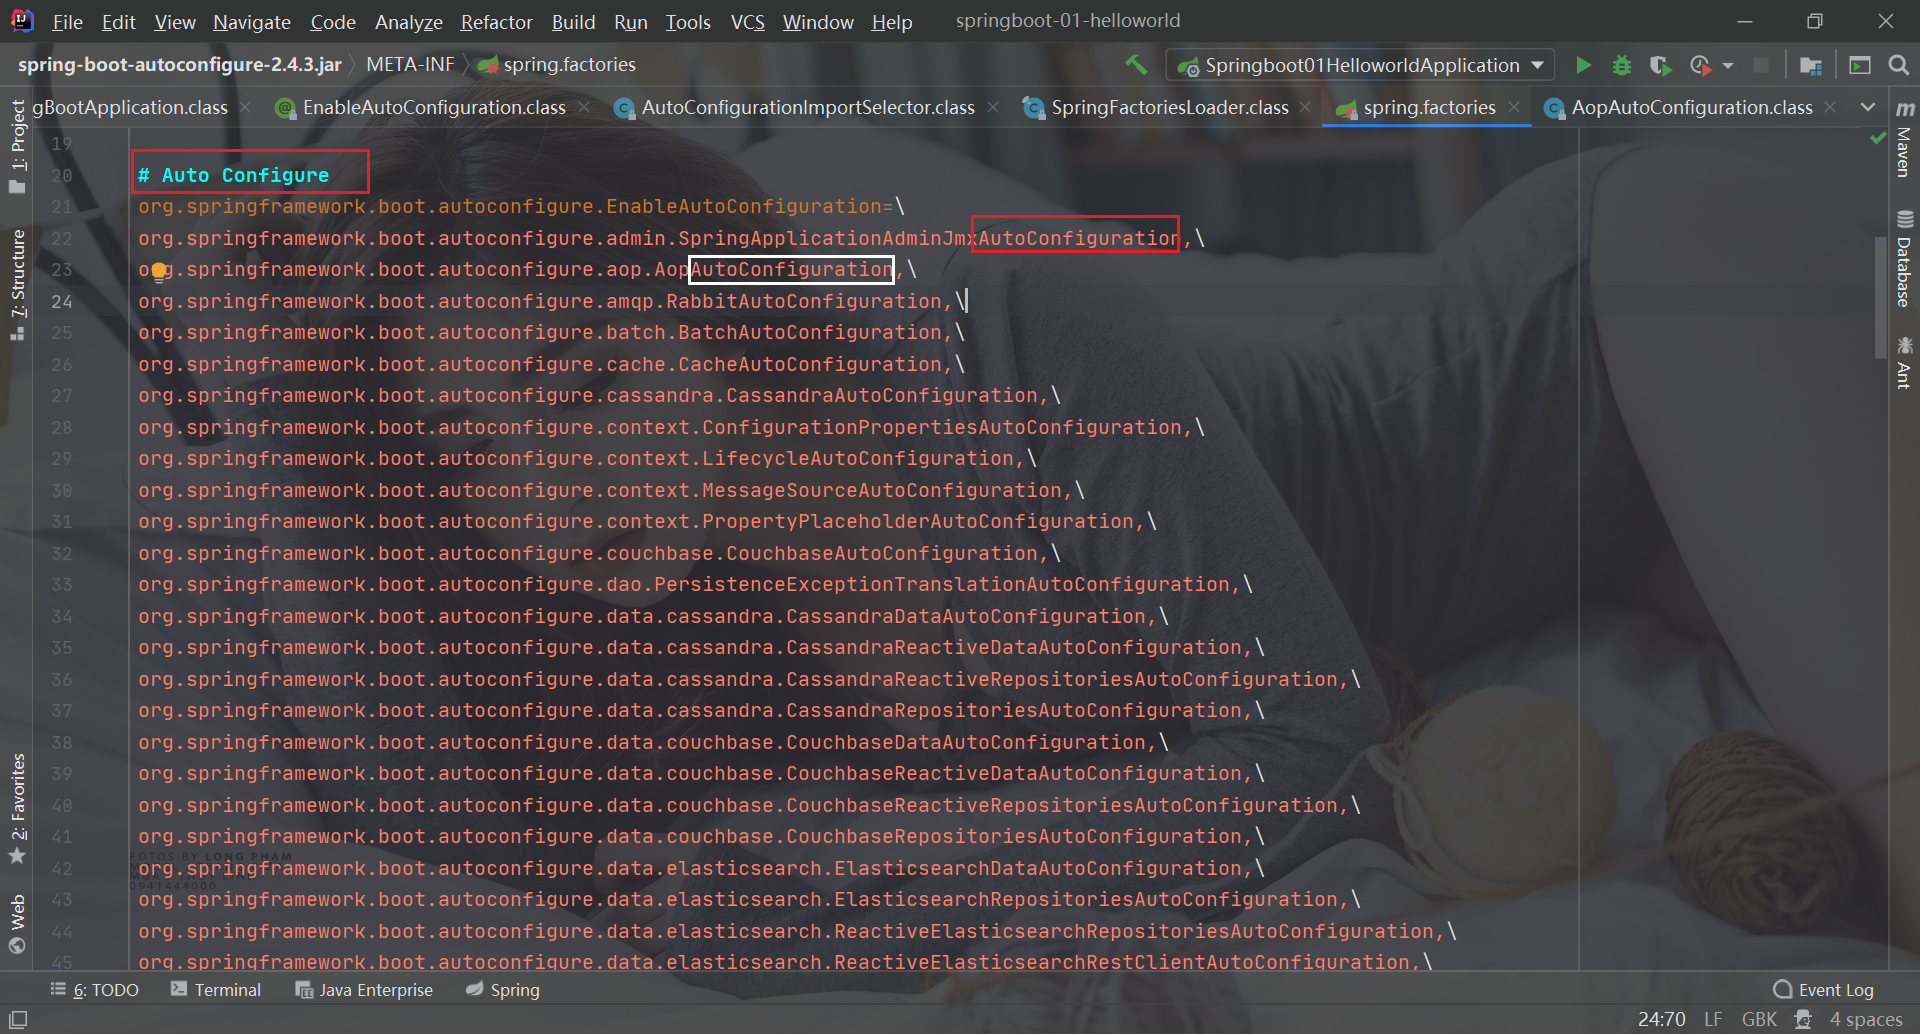 File Edit View Navigate Code Analyze Refactor Build Run Tools VCS Window Help springboot-01-helloworld
spring-boot-autoconfigure-2.4.3.jar META-INF spring.factories Springboot01HelloworldApplication
gBootApplication.class EnableAutoConfiguration.class AutoConfigurationImportSelector.class SpringFactoriesLoader.class spring.factories AopAutoConfiguration.class
1: Project
7: Structure
2: Favorites
Web
19
20 # Auto Configure
21 org.springframework.boot.autoconfigure.EnableAutoConfiguration=\
22 org.springframework.boot.autoconfigure.admin.SpringApplicationAdminJmxAutoConfiguration,\
23 org.springframework.boot.autoconfigure.aop.AopAutoConfiguration,\
24 org.springframework.boot.autoconfigure.amqp.RabbitAutoConfiguration,\
25 org.springframework.boot.autoconfigure.batch.BatchAutoConfiguration,\
26 org.springframework.boot.autoconfigure.cache.CacheAutoConfiguration,\
27 org.springframework.boot.autoconfigure.cassandra.CassandraAutoConfiguration,\
28 org.springframework.boot.autoconfigure.context.ConfigurationPropertiesAutoConfiguration,\
29 org.springframework.boot.autoconfigure.context.LifecycleAutoConfiguration,\
30 org.springframework.boot.autoconfigure.context.MessageSourceAutoConfiguration,\
31 org.springframework.boot.autoconfigure.context.PropertyPlaceholderAutoConfiguration,\
32 org.springframework.boot.autoconfigure.couchbase.CouchbaseAutoConfiguration,\
33 org.springframework.boot.autoconfigure.dao.PersistenceExceptionTranslationAutoConfiguration,\
34 org.springframework.boot.autoconfigure.data.cassandra.CassandraDataAutoConfiguration,\
35 org.springframework.boot.autoconfigure.data.cassandra.CassandraReactiveDataAutoConfiguration,\
36 org.springframework.boot.autoconfigure.data.cassandra.CassandraReactiveRepositoriesAutoConfiguration,\
37 org.springframework.boot.autoconfigure.data.cassandra.CassandraRepositoriesAutoConfiguration,\
38 org.springframework.boot.autoconfigure.data.couchbase.CouchbaseDataAutoConfiguration,\
39 org.springframework.boot.autoconfigure.data.couchbase.CouchbaseReactiveDataAutoConfiguration,\
40 org.springframework.boot.autoconfigure.data.couchbase.CouchbaseReactiveRepositoriesAutoConfiguration,\
41 org.springframework.boot.autoconfigure.data.couchbase.CouchbaseRepositoriesAutoConfiguration,\
42 org.springframework.boot.autoconfigure.data.elasticsearch.ElasticsearchDataAutoConfiguration,\
43 org.springframework.boot.autoconfigure.data.elasticsearch.ElasticsearchRepositoriesAutoConfiguration,\
44 org.springframework.boot.autoconfigure.data.elasticsearch.ReactiveElasticsearchRepositoriesAutoConfiguration,\
45 org.springframework.boot.autoconfigure.data.elasticsearch.ReactiveElasticsearchRestClientAutoConfiguration,\
FOTOS BY LONG PHAM
0941444000
Maven
Database
Ant
6: TODO Terminal Java Enterprise Spring Event Log
24:70 LF GBK 4 spaces